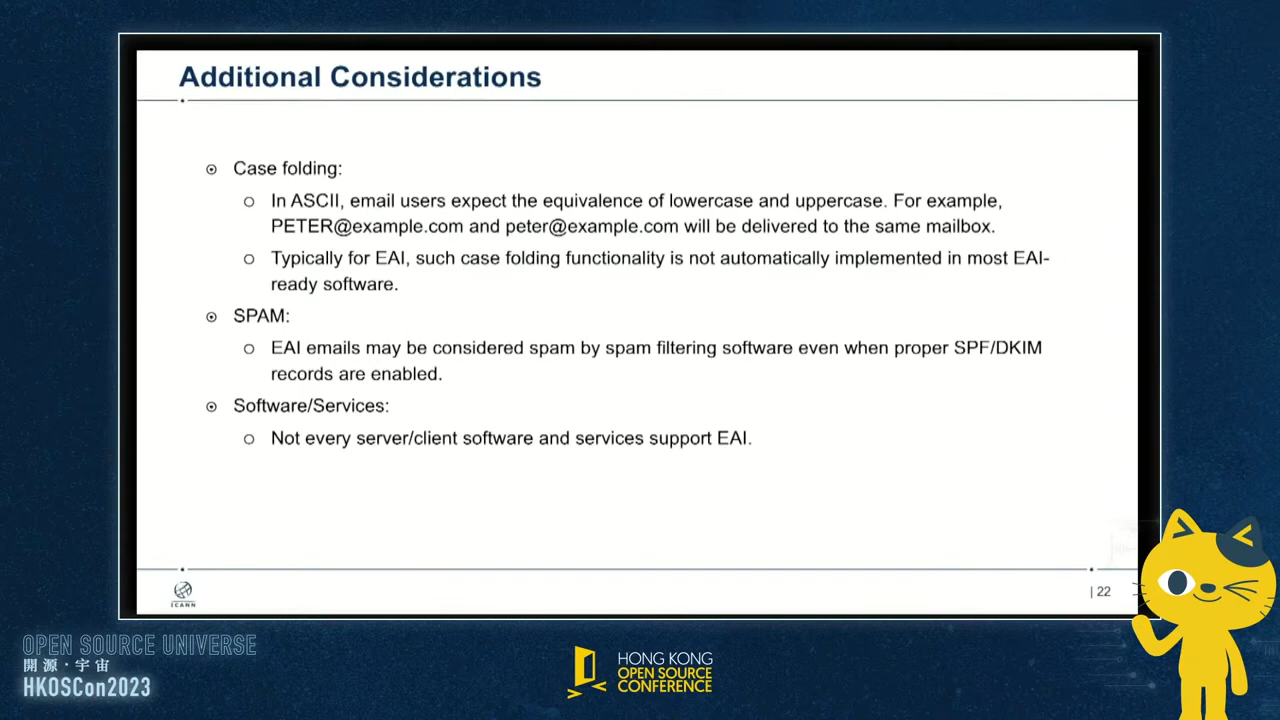 Additional Considerations
Case folding:
In ASCII, email users expect the equivalence of lowercase and uppercase. For example,
PETER@example.com and peter@example.com will be delivered to the same mailbox.
Typically for EAI, such case folding functionality is not automatically implemented in most EAI-
ready software.
SPAM:
EAI emails may be considered spam by spam filtering software even when proper SPF/DKIM
records are enabled.
Software/Services:
Not every server/client software and services support EAI.
ICANN
| 22
OPEN SOURCE UNIVERSE
開源·宇宙
HKOSCon2023
HONG KONG
OPEN SOURCE
CONFERENCE